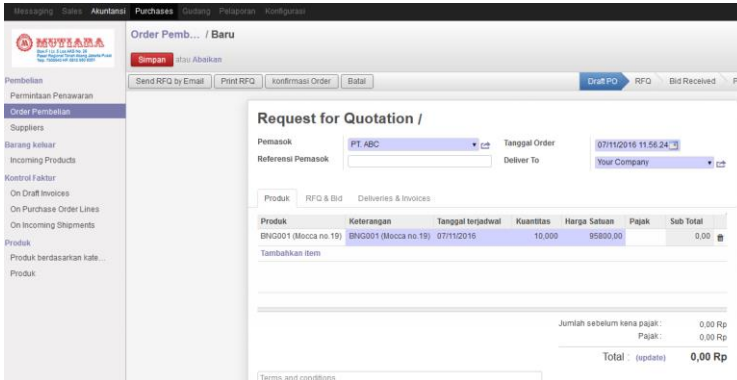 Messaging Sales Akuntansi Purchases Gudang Pelaporan Konfigurasi
MUTIARA
Order Pemb... / Baru
Simpan atau Abaikan
Send RFQ by Email Print RFQ konfirmasi Order Batal
Draft PO RFQ Bid Received
Pembelian
Permintaan Penawaran
Order Pembelian
Suppliers
Barang keluar
Incoming Products
Kontrol Faktur
On Draft Invoices
On Purchase Order Lines
On Incoming Shipments
Produk
Produk berdasarkan kate...
Produk
Request for Quotation /
Pemasok PT. ABC Tanggal Order 07/11/2016 11.56.24
Referensi Pemasok Deliver To Your Company
Produk RFQ & Bid Deliveries & Invoices
Produk Keterangan Tanggal terjadwal Kuantitas Harga Satuan Pajak Sub Total
BNG001 (Mocca no.19) BNG001 (Mocca no.19) 07/11/2016 10,000 95800,00 0,00
Tambahkan item
Jumlah sebelum kena pajak : 0,00 Rp
Pajak : 0,00 Rp
Total : (update) 0,00 Rp
Terms and conditions